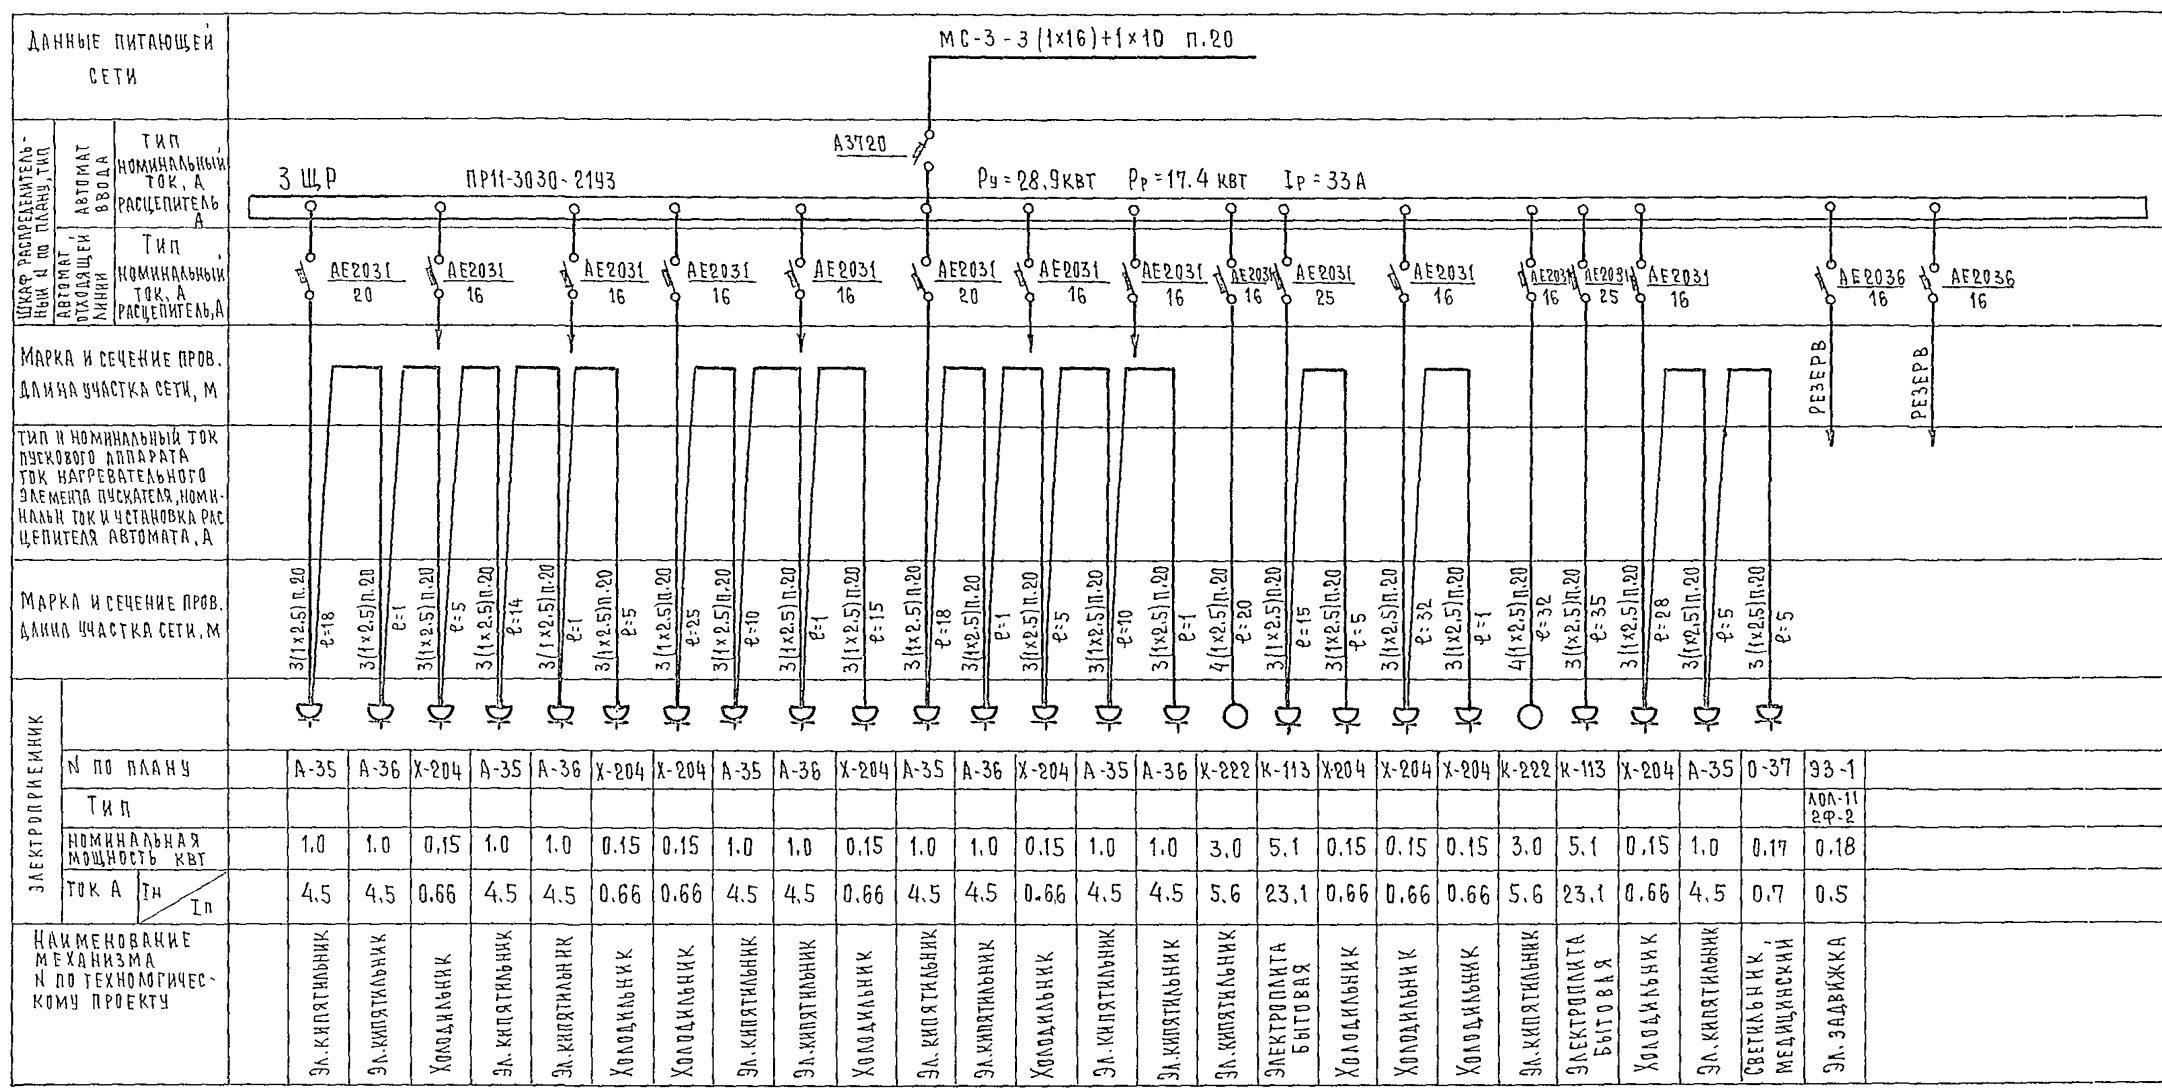 ДАННЫЕ ПИТАЮЩЕЙ
СЕТИ
МС-3-3(1×16)+1×10 П.20
ШКАФ РАСПРЕДЕЛИТЕЛЬ-
НЫЙ N ПО ПЛАНУ, ТИП
АВТОМАТ
ВВОДА
ТИП
НОМИНАЛЬНЫЙ
ТОК, А
РАСЦЕПИТЕЛЬ
А
А3720
3 ЩР
ПР11-3030-21УЗ
Ру=28.9КВТ Рр=17.4 КВТ Iр=33А
АВТОМАТ
ОТХОДЯЩЕЙ
ЛИНИИ
ТИП
НОМИНАЛЬНЫЙ
ТОК, А
РАСЦЕПИТЕЛЬ, А
АЕ2031 АЕ2031 АЕ2031 АЕ2031 АЕ2031 АЕ2031 АЕ2031 АЕ2031 АЕ2031 АЕ2031 АЕ2031 АЕ2031 АЕ2031 АЕ2031 АЕ2036 АЕ2036
20 16 16 16 16 20 16 16 16 25 16 16 25 16 16 16
МАРКА И СЕЧЕНИЕ ПРОВ.
ДЛИНА УЧАСТКА СЕТИ, М
РЕЗЕРВ
РЕЗЕРВ
ТИП И НОМИНАЛЬНЫЙ ТОК
ПУСКОВОГО АППАРАТА
ТОК НАГРЕВАТЕЛЬНОГО
ЭЛЕМЕНТА ПУСКАТЕЛЯ, НОМИ-
НАЛЬН ТОК И УСТАНОВКА РАС
ЦЕПИТЕЛЯ АВТОМАТА, А
МАРКА И СЕЧЕНИЕ ПРОВ.
ДЛИНА УЧАСТКА СЕТИ, М
3(1×2.5)П.20
ℓ=18
3(1×2.5)П.20
ℓ=1
3(1×2.5)П.20
ℓ=5
3(1×2.5)П.20
ℓ=14
3(1×2.5)П.20
ℓ=1
3(1×2.5)П.20
ℓ=5
3(1×2.5)П.20
ℓ=25
3(1×2.5)П.20
ℓ=10
3(1×2.5)П.20
ℓ=1
3(1×2.5)П.20
ℓ=15
3(1×2.5)П.20
ℓ=18
3(1×2.5)П.20
ℓ=1
3(1×2.5)П.20
ℓ=5
3(1×2.5)П.20
ℓ=10
3(1×2.5)П.20
ℓ=1
4(1×2.5)П.20
ℓ=20
3(1×2.5)П.20
ℓ=15
3(1×2.5)П.20
ℓ=5
3(1×2.5)П.20
ℓ=32
3(1×2.5)П.20
ℓ=1
4(1×2.5)П.20
ℓ=32
3(1×2.5)П.20
ℓ=35
3(1×2.5)П.20
ℓ=28
3(1×2.5)П.20
ℓ=5
3(1×2.5)П.20
ℓ=5
ЭЛЕКТРОПРИЕМНИК
N ПО ПЛАНУ
А-35 А-36 Х-204 А-35 А-36 Х-204 Х-204 А-35 А-36 Х-204 А-35 А-36 Х-204 А-35 А-36 К-222 К-113 Х-204 Х-204 Х-204 К-222 К-113 Х-204 А-35 О-37 ЭЗ-1
ТИП
ЛОЛ-11
2Ф-2
НОМИНАЛЬНАЯ
МОЩНОСТЬ КВТ
1.0 1.0 0.15 1.0 1.0 0.15 0.15 1.0 1.0 0.15 1.0 1.0 0.15 1.0 1.0 3.0 5.1 0.15 0.15 0.15 3.0 5.1 0.15 1.0 0.17 0.18
ТОК А Iн
Iп
4.5 4.5 0.66 4.5 4.5 0.66 0.66 4.5 4.5 0.66 4.5 4.5 0.66 4.5 4.5 5.6 23.1 0.66 0.66 0.66 5.6 23.1 0.66 4.5 0.7 0.5
НАИМЕНОВАНИЕ
МЕХАНИЗМА
N ПО ТЕХНОЛОГИЧЕС-
КОМУ ПРОЕКТУ
ЭЛ.КИПЯТИЛЬНИК
ЭЛ.КИПЯТИЛЬНИК
ХОЛОДИЛЬНИК
ЭЛ.КИПЯТИЛЬНИК
ЭЛ.КИПЯТИЛЬНИК
ХОЛОДИЛЬНИК
ХОЛОДИЛЬНИК
ЭЛ.КИПЯТИЛЬНИК
ЭЛ.КИПЯТИЛЬНИК
ХОЛОДИЛЬНИК
ЭЛ.КИПЯТИЛЬНИК
ЭЛ.КИПЯТИЛЬНИК
ХОЛОДИЛЬНИК
ЭЛ.КИПЯТИЛЬНИК
ЭЛ.КИПЯТИЛЬНИК
ЭЛ.КИПЯТИЛЬНИК
ЭЛЕКТРОПЛИТА
БЫТОВАЯ
ХОЛОДИЛЬНИК
ХОЛОДИЛЬНИК
ХОЛОДИЛЬНИК
ЭЛ.КИПЯТИЛЬНИК
ЭЛЕКТРОПЛИТА
БЫТОВАЯ
ХОЛОДИЛЬНИК
ЭЛ.КИПЯТИЛЬНИК
СВЕТИЛЬНИК,
МЕДИЦИНСКИЙ
ЭЛ. ЗАДВИЖКА